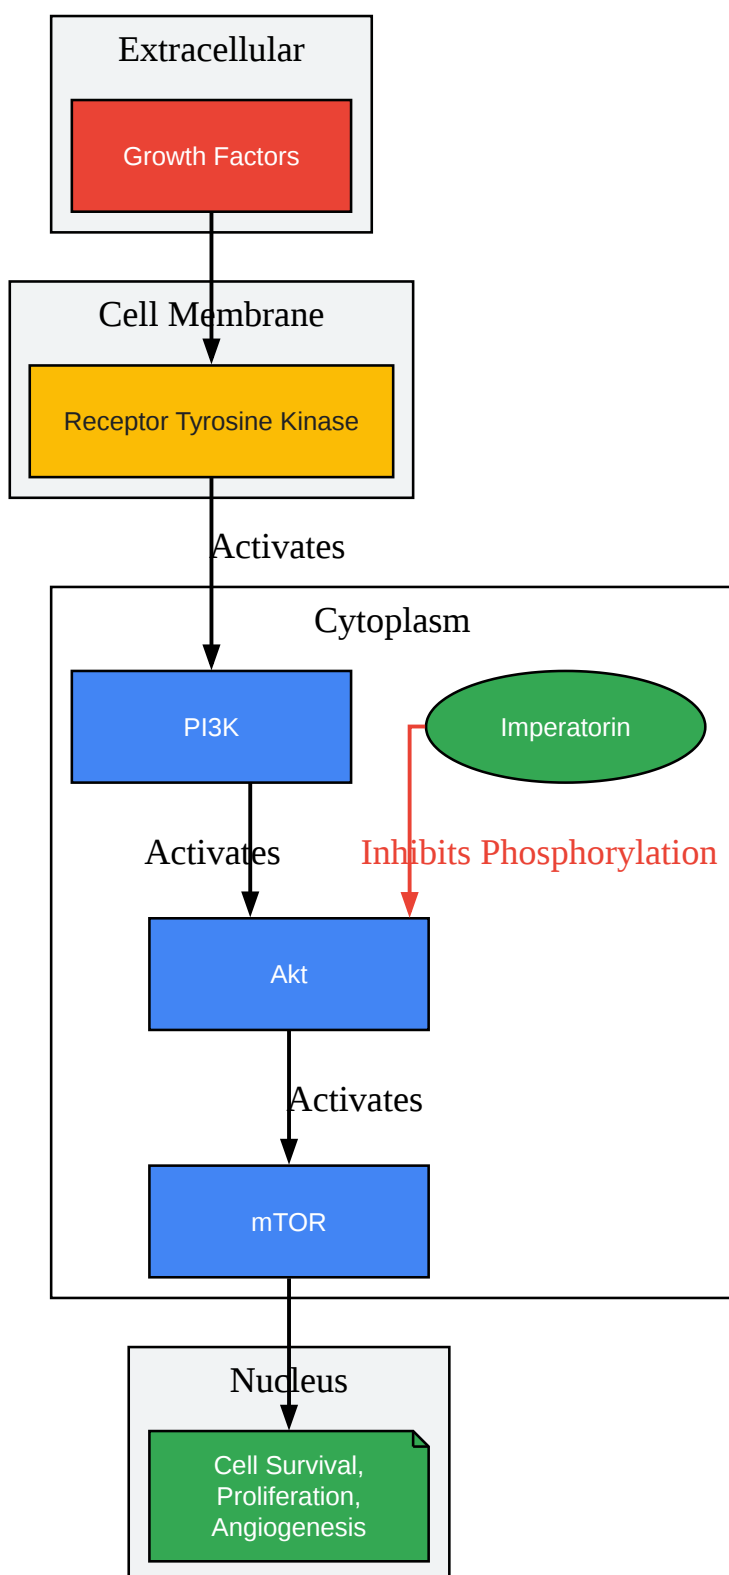 Extracellular
Growth Factors
Cell Membrane
Receptor Tyrosine Kinase
Activates
Cytoplasm
PI3K
Imperatorin
Activates
Inhibits Phosphorylation
Akt
Activates
mTOR
Nucleus
Cell Survival,
Proliferation,
Angiogenesis